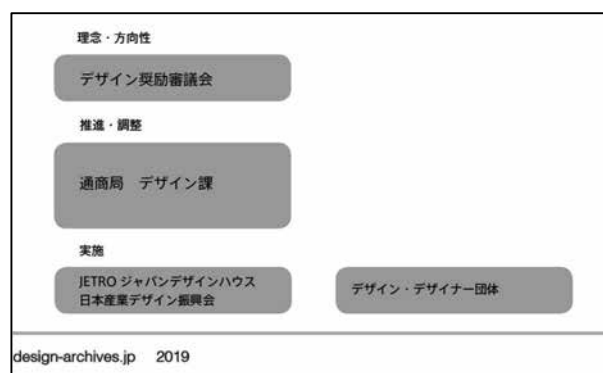 理念・方向性
デザイン奨励審議会
推進・調整
通商局　デザイン課
実施
JETRO ジャパンデザインハウス
日本産業デザイン振興会
デザイン・デザイナー団体
design-archives.jp　2019